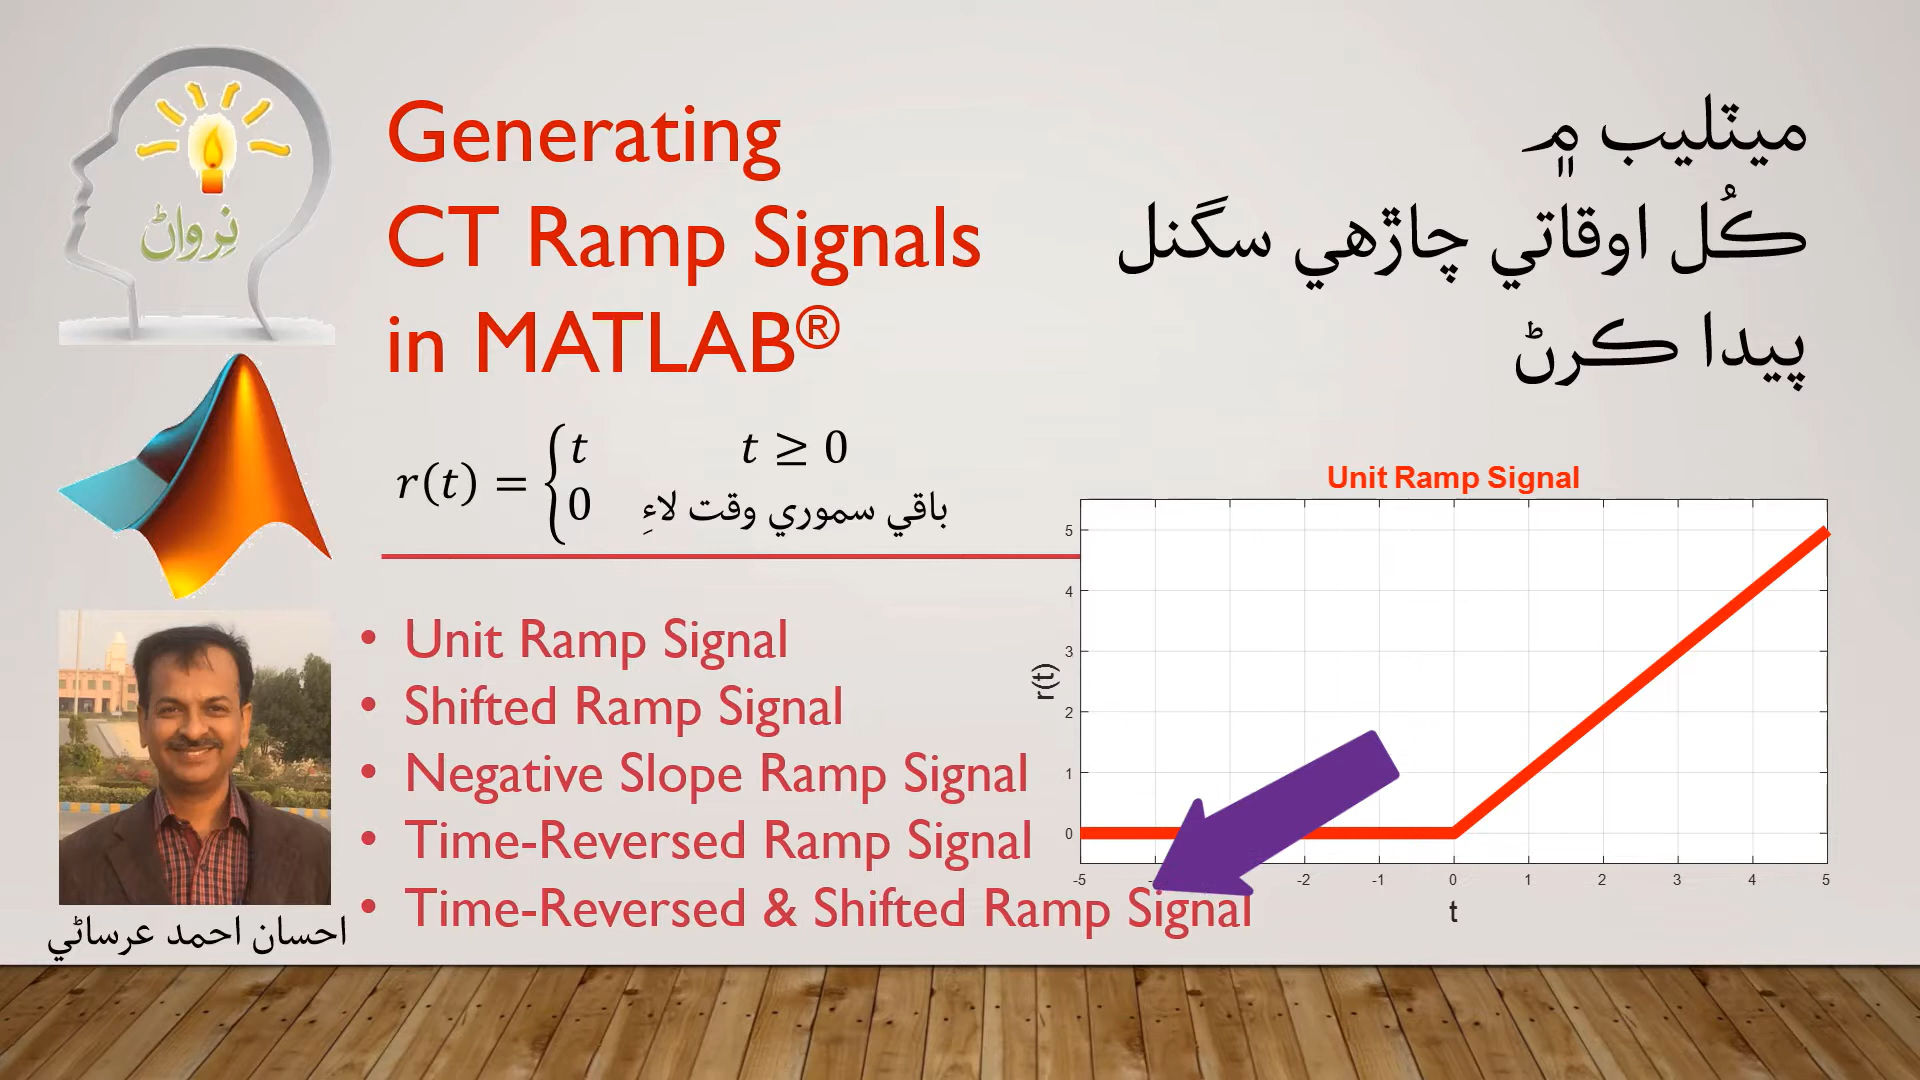 Generating
CT Ramp Signals
in MATLAB®
ميٽليب ۾
ڪُل اوقاتي چاڙهي سگنل
پيدا ڪرڻ
نِرواڻ
r(t) = { t t ≥ 0
0 باقي سموري وقت لاءِ
• Unit Ramp Signal
• Shifted Ramp Signal
• Negative Slope Ramp Signal
• Time-Reversed Ramp Signal
• Time-Reversed & Shifted Ramp Signal
احسان احمد عرساڻي
Unit Ramp Signal
r(t)
5
4
3
2
1
0
-5 -2 -1 0 1 2 3 4 5
t